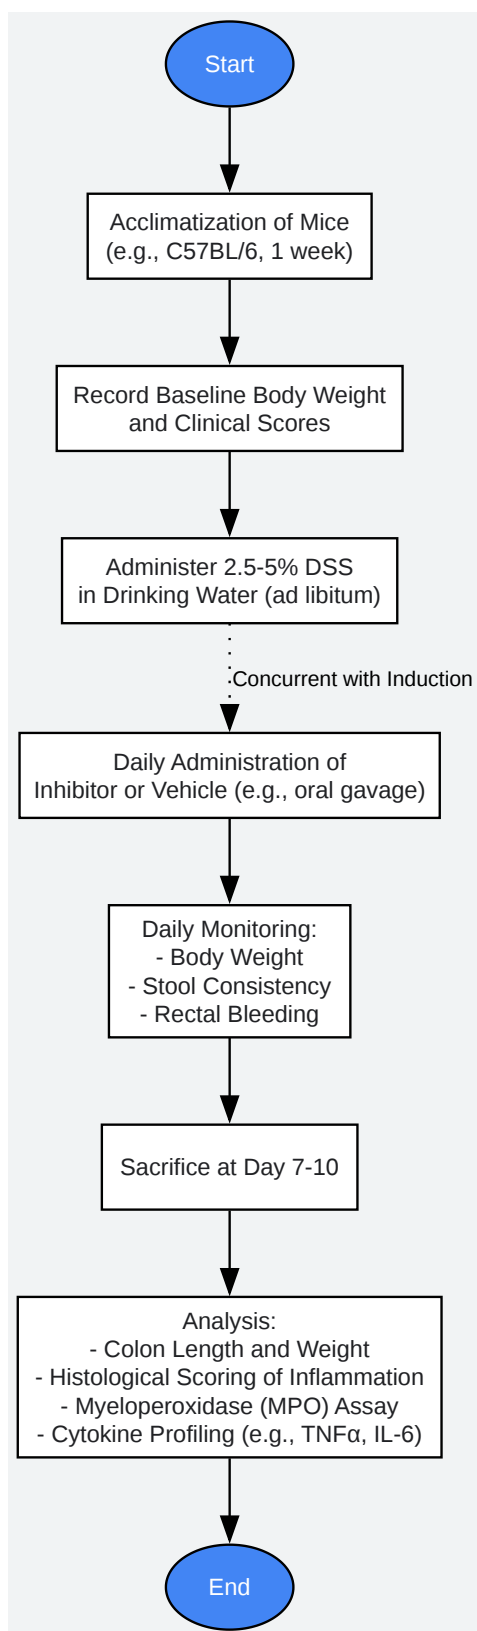 Start
Acclimatization of Mice
(e.g., C57BL/6, 1 week)
Record Baseline Body Weight
and Clinical Scores
Administer 2.5-5% DSS
in Drinking Water (ad libitum)
Concurrent with Induction
Daily Administration of
Inhibitor or Vehicle (e.g., oral gavage)
Daily Monitoring:
- Body Weight
- Stool Consistency
- Rectal Bleeding
Sacrifice at Day 7-10
Analysis:
- Colon Length and Weight
- Histological Scoring of Inflammation
- Myeloperoxidase (MPO) Assay
- Cytokine Profiling (e.g., TNFα, IL-6)
End